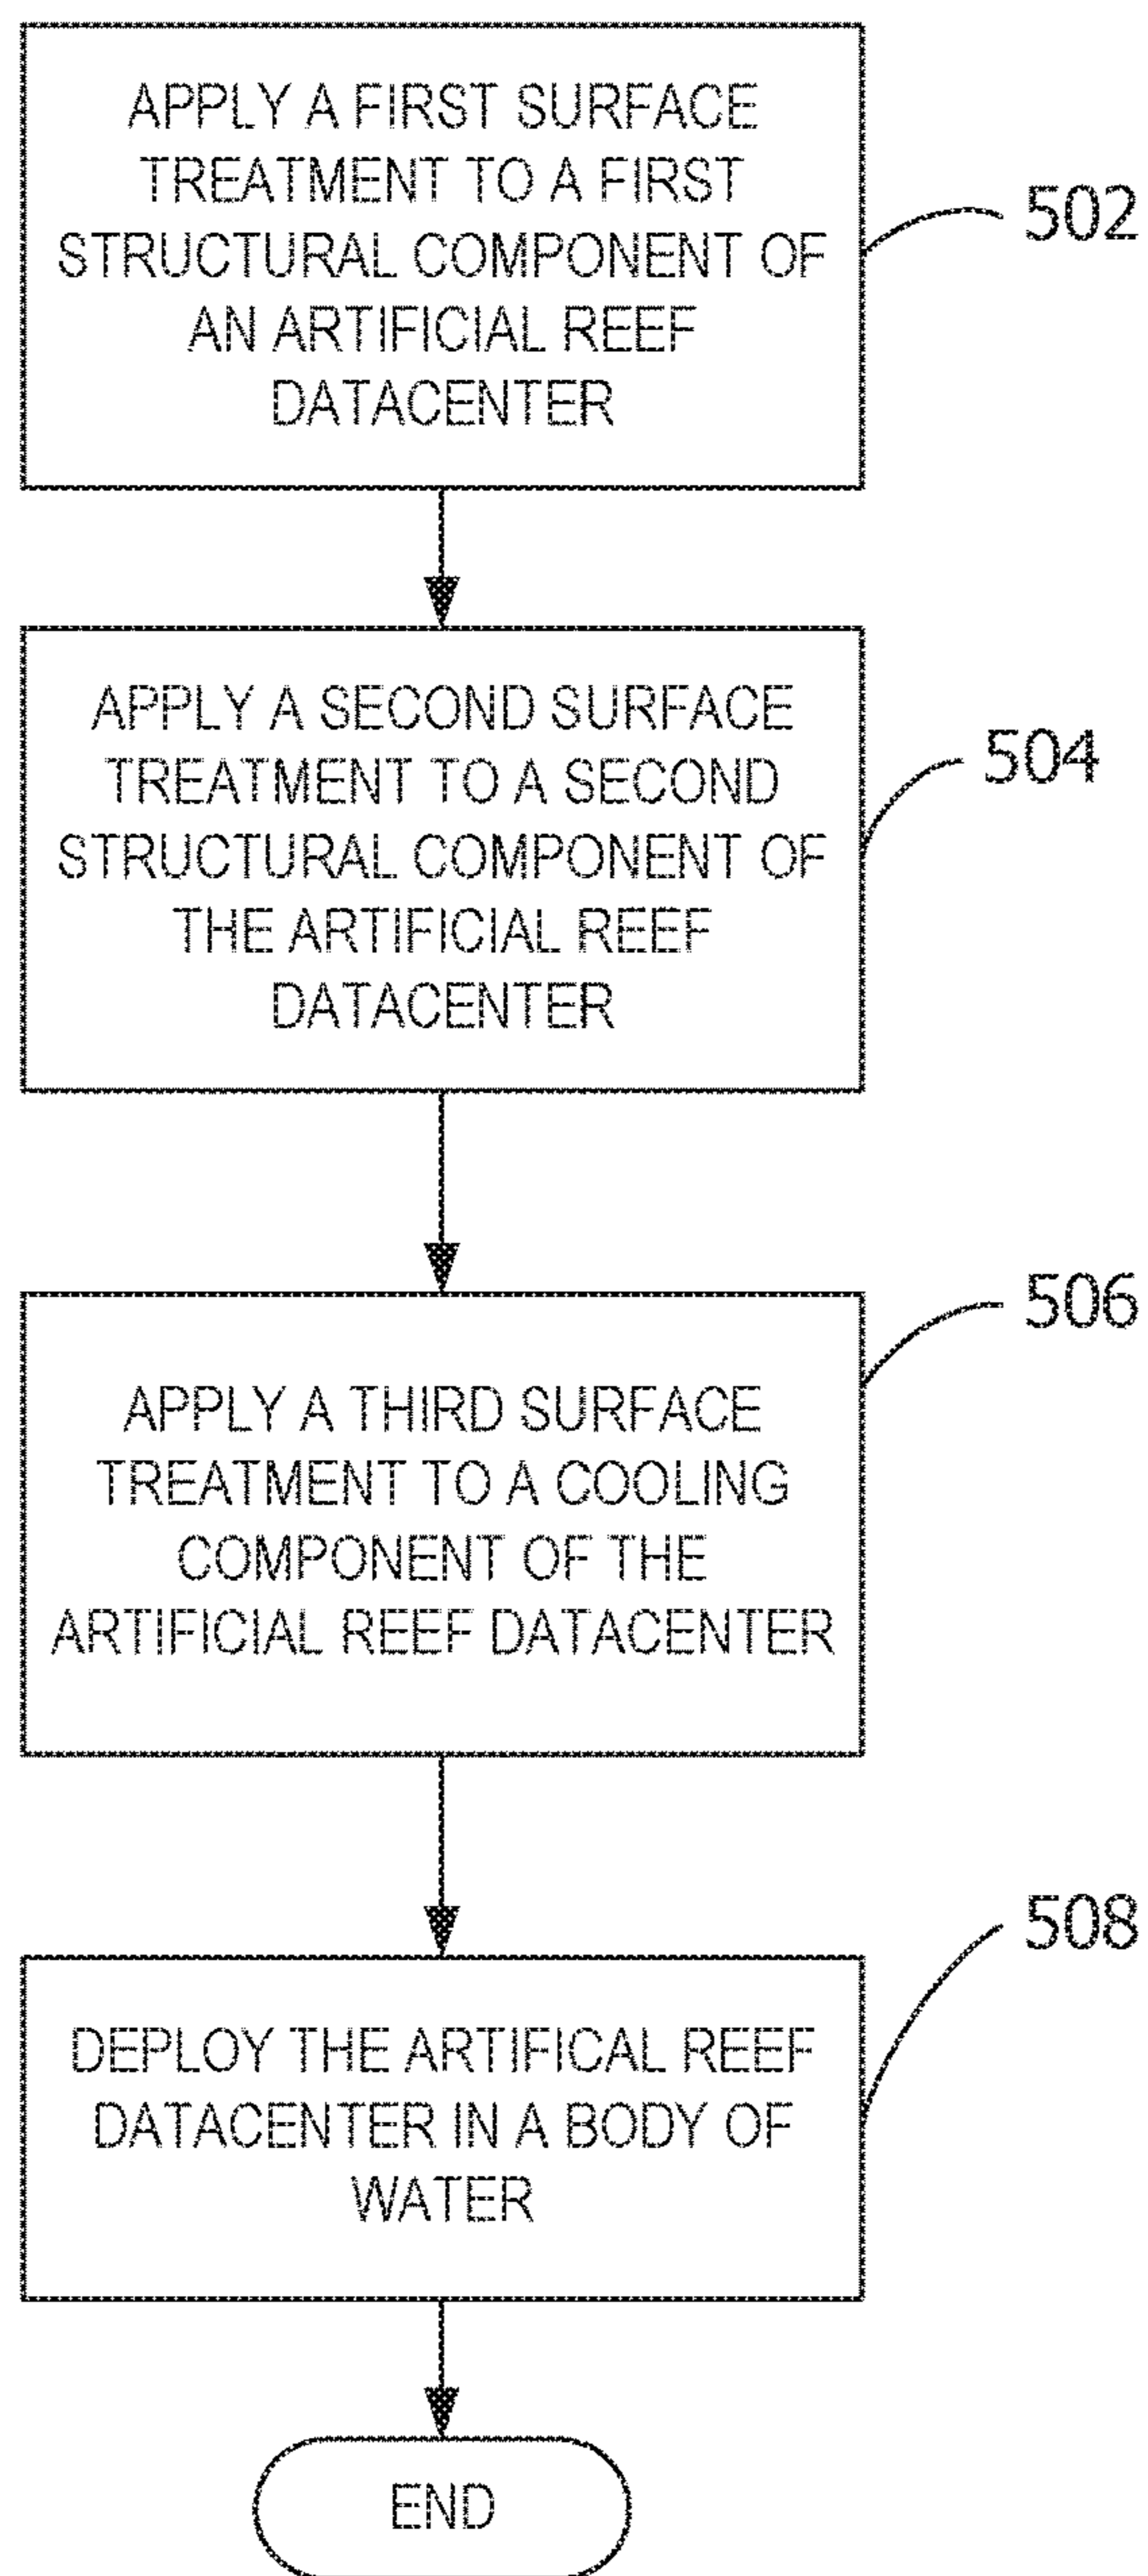 APPLY A FIRST SURFACE
TREATMENT TO A FIRST
STRUCTURAL COMPONENT OF
AN ARTIFICIAL REEF
DATACENTER
502
APPLY A SECOND SURFACE
TREATMENT TO A SECOND
STRUCTURAL COMPONENT OF
THE ARTIFICIAL REEF
DATACENTER
504
APPLY A THIRD SURFACE
TREATMENT TO A COOLING
COMPONENT OF THE
ARTIFICIAL REEF DATACENTER
506
DEPLOY THE ARTIFICAL REEF
DATACENTER IN A BODY OF
WATER
508
END